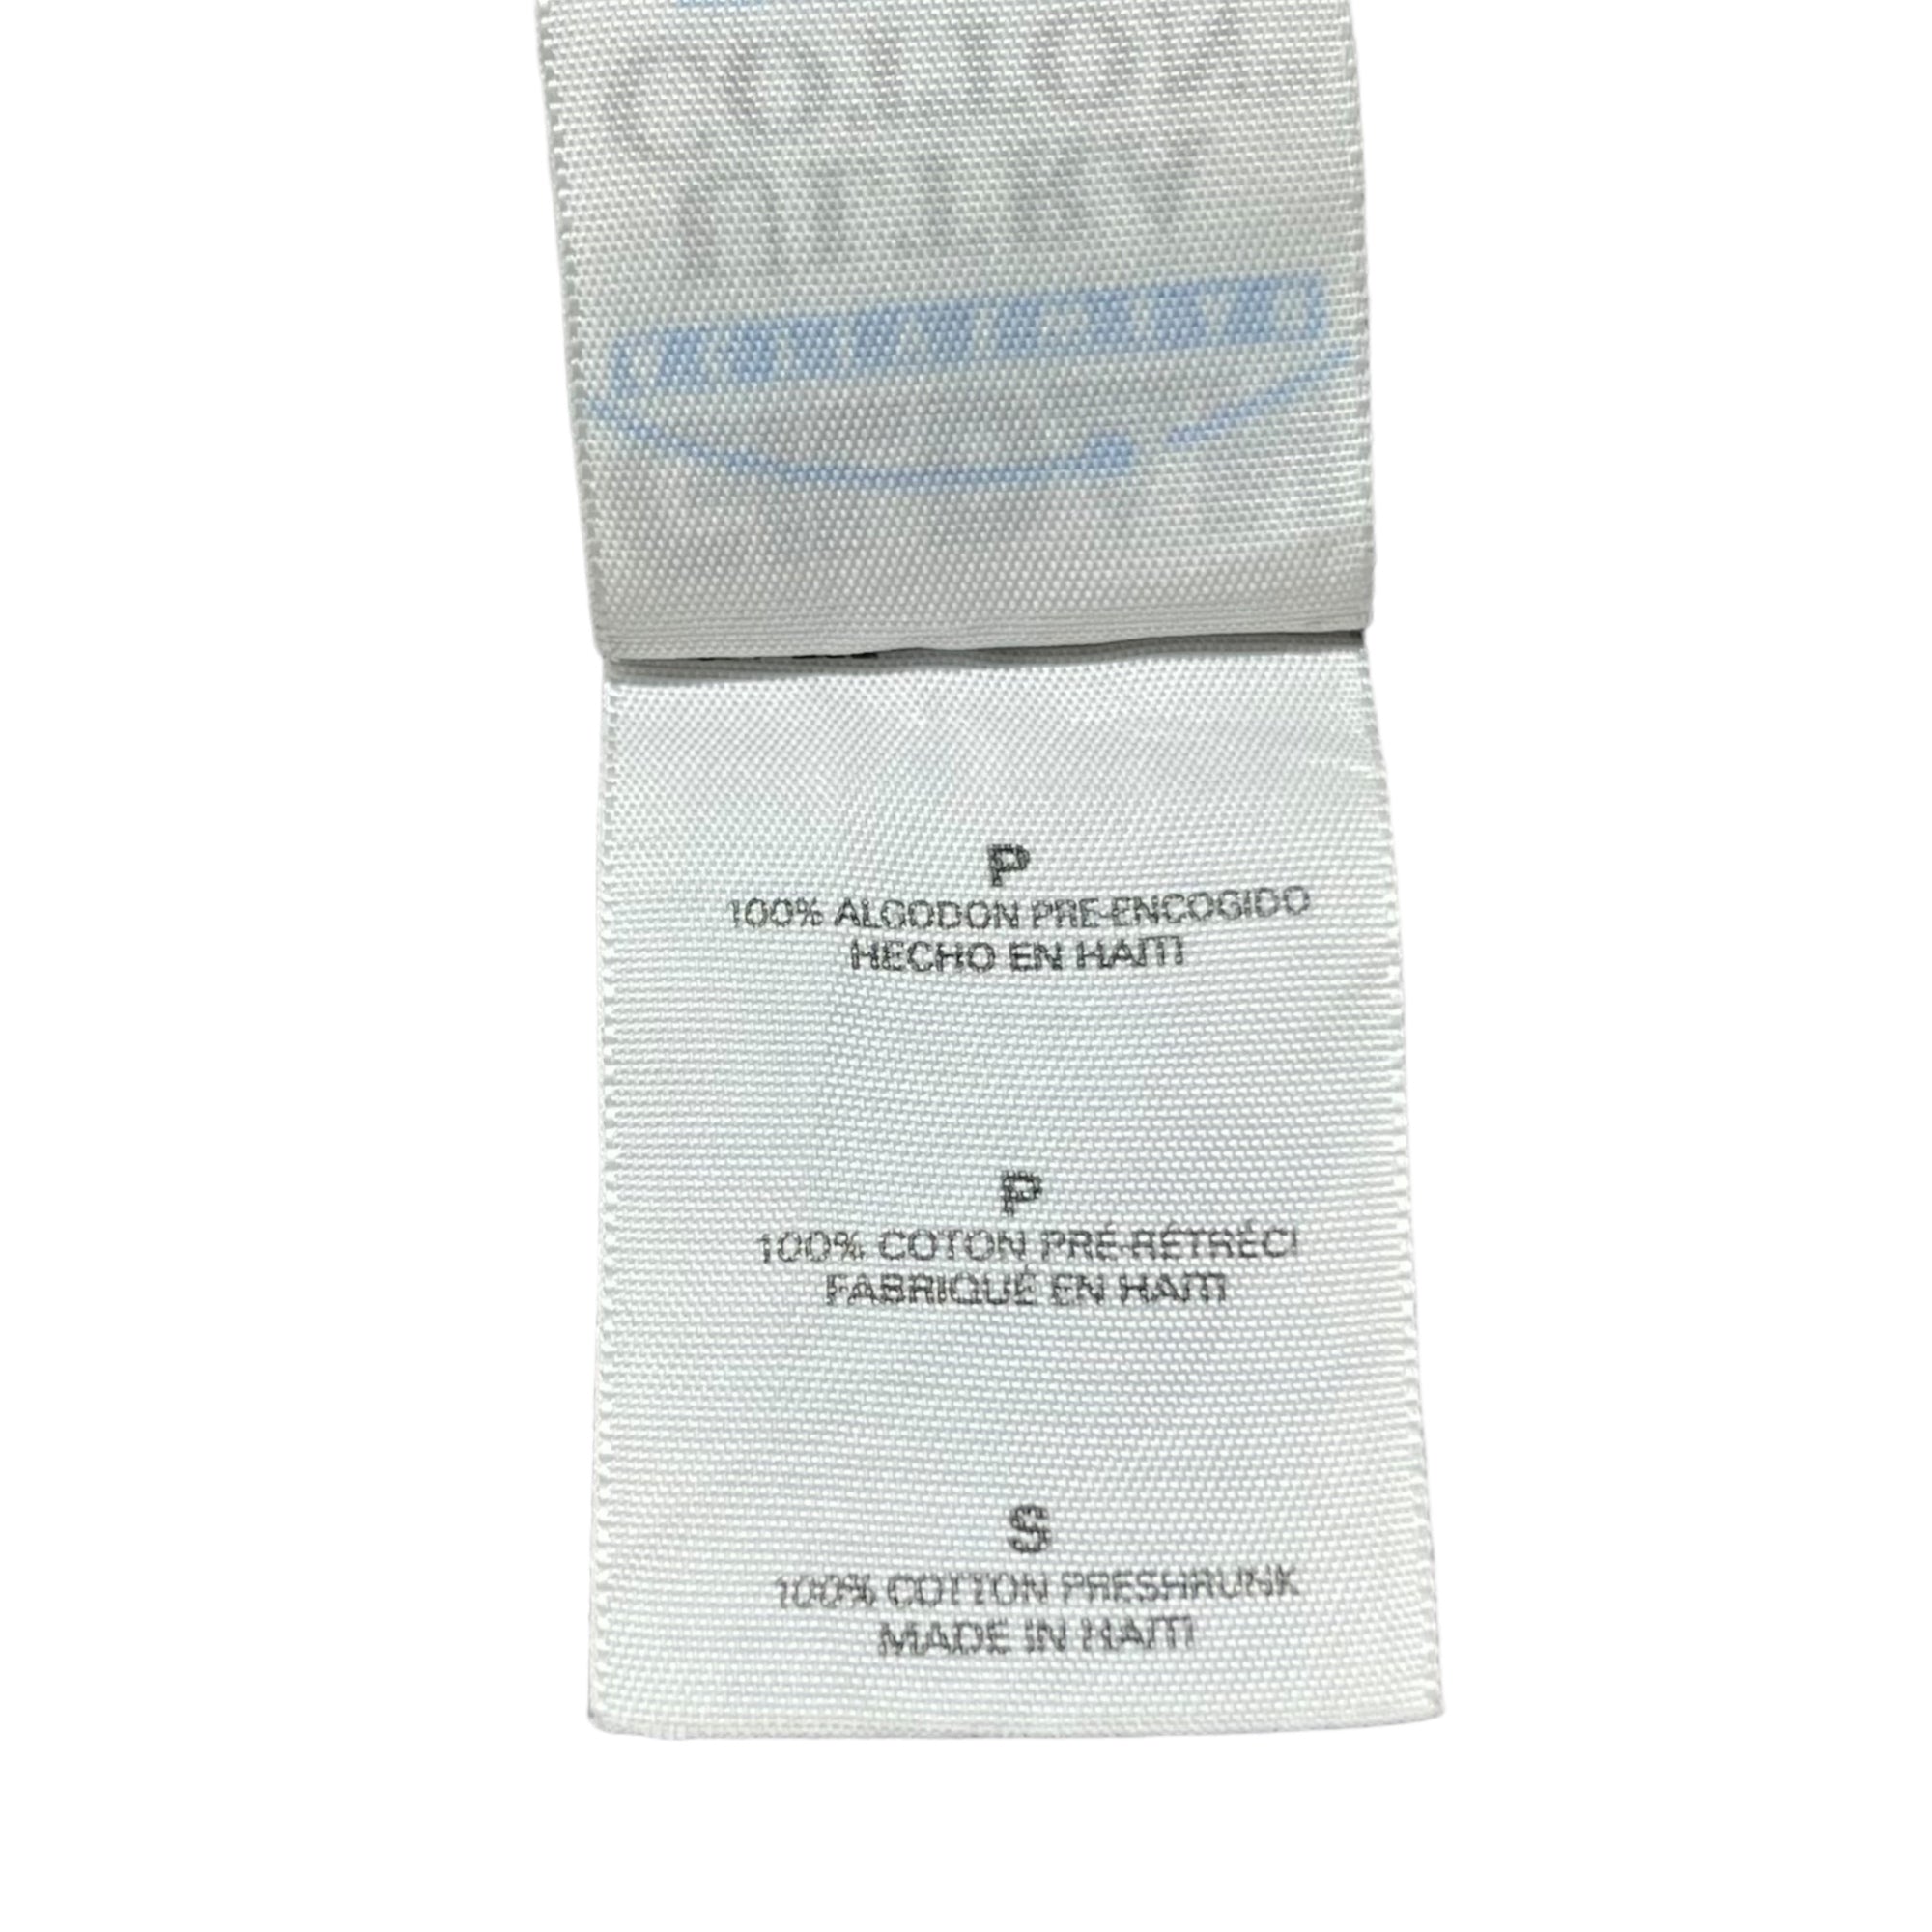 P
100% ALGODON PRE-ENCOGIDO
HECHO EN HAITI
P
100% COTON PRÉ-RÉTRÉCI
FABRIQUÉ EN HAITI
S
100% COTTON PRESHRUNK
MADE IN HAITI